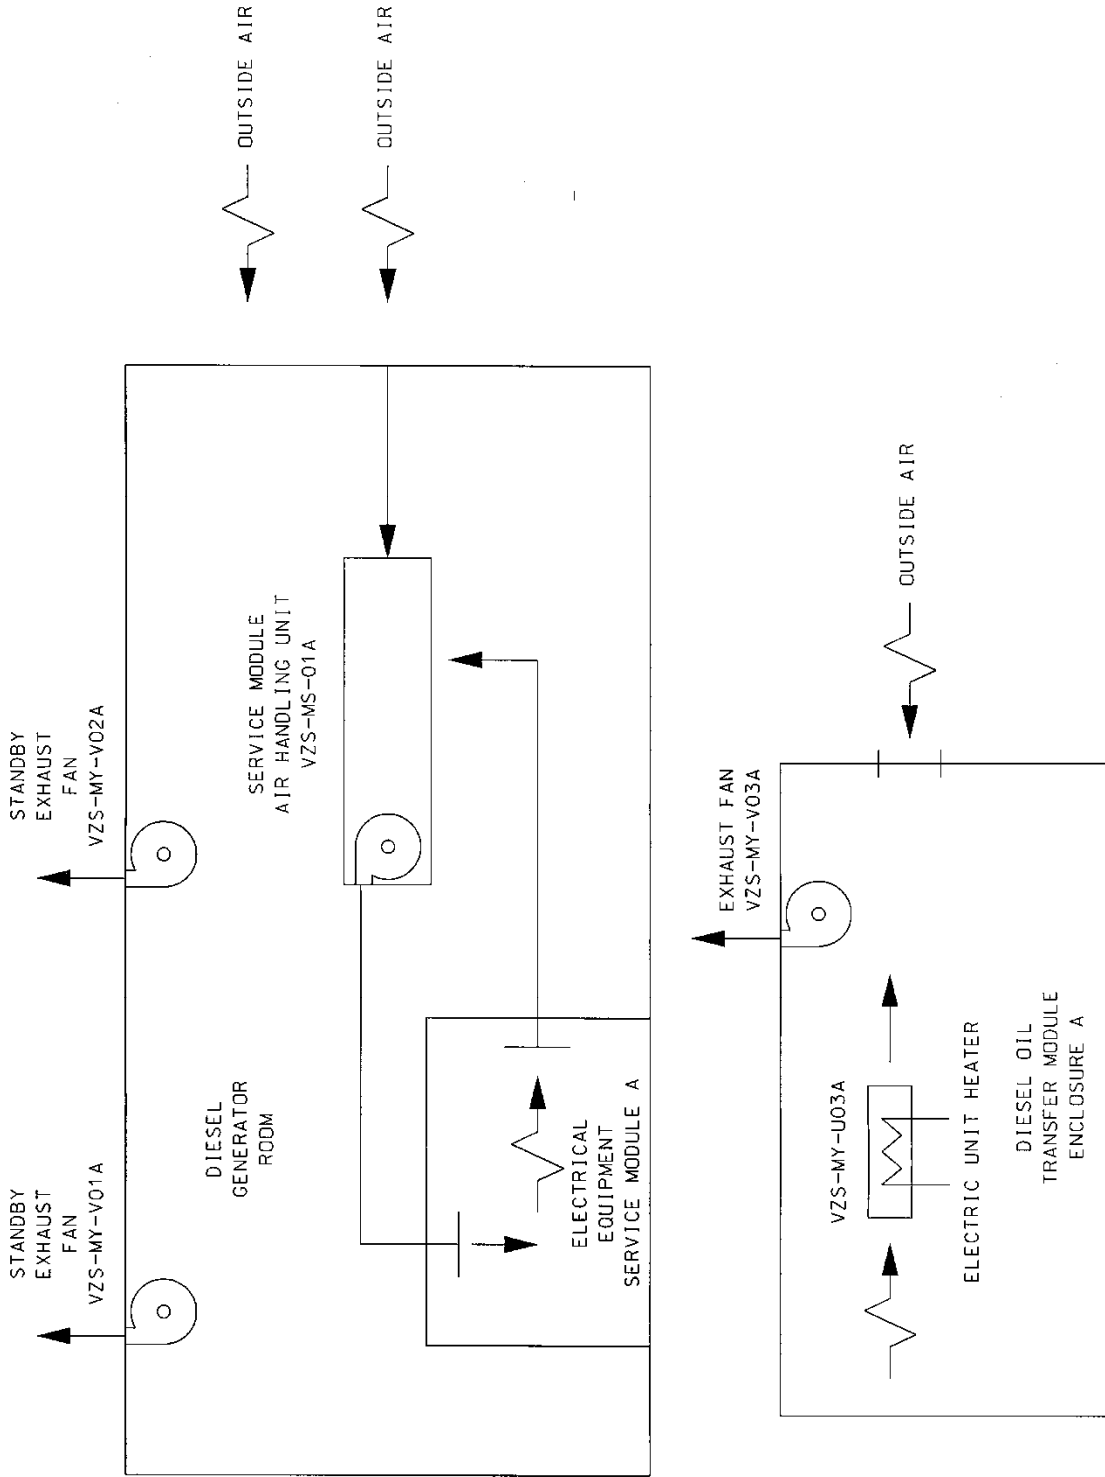 STANDBY
EXHAUST
FAN
VZS-MY-V01A
STANDBY
EXHAUST
FAN
VZS-MY-V02A
OUTSIDE AIR
OUTSIDE AIR
DIESEL
GENERATOR
ROOM
SERVICE MODULE
AIR HANDLING UNIT
VZS-MS-01A
ELECTRICAL
EQUIPMENT
SERVICE MODULE A
EXHAUST FAN
VZS-MY-V03A
OUTSIDE AIR
VZS-MY-U03A
ELECTRIC UNIT HEATER
DIESEL OIL
TRANSFER MODULE
ENCLOSURE A